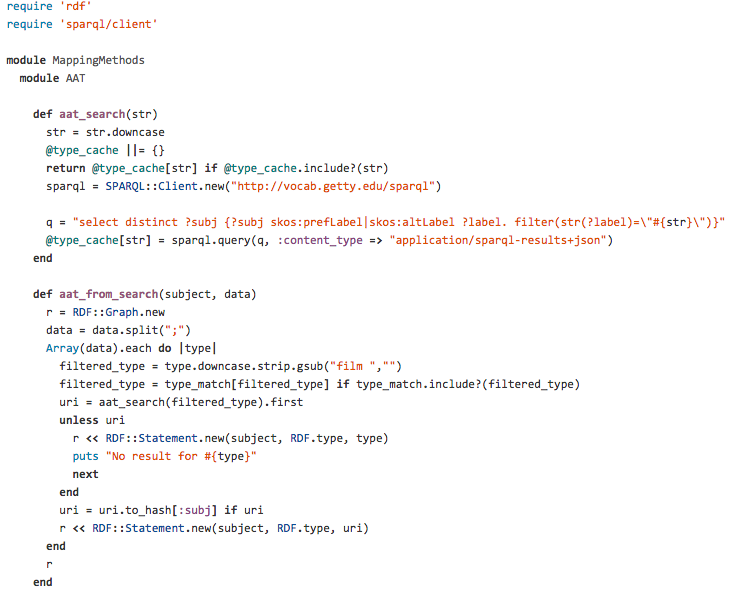 require 'rdf'
require 'sparql/client'

module MappingMethods
  module AAT

    def aat_search(str)
      str = str.downcase
      @type_cache ||= {}
      return @type_cache[str] if @type_cache.include?(str)
      sparql = SPARQL::Client.new("http://vocab.getty.edu/sparql")

      q = "select distinct ?subj {?subj skos:prefLabel|skos:altLabel ?label. filter(str(?label)=\"#{str}\")}"
      @type_cache[str] = sparql.query(q, :content_type => "application/sparql-results+json")
    end

    def aat_from_search(subject, data)
      r = RDF::Graph.new
      data = data.split(";")
      Array(data).each do |type|
        filtered_type = type.downcase.strip.gsub("film ","")
        filtered_type = type_match[filtered_type] if type_match.include?(filtered_type)
        uri = aat_search(filtered_type).first
        unless uri
          r << RDF::Statement.new(subject, RDF.type, type)
          puts "No result for #{type}"
          next
        end
        uri = uri.to_hash[:subj] if uri
        r << RDF::Statement.new(subject, RDF.type, uri)
      end
      r
    end